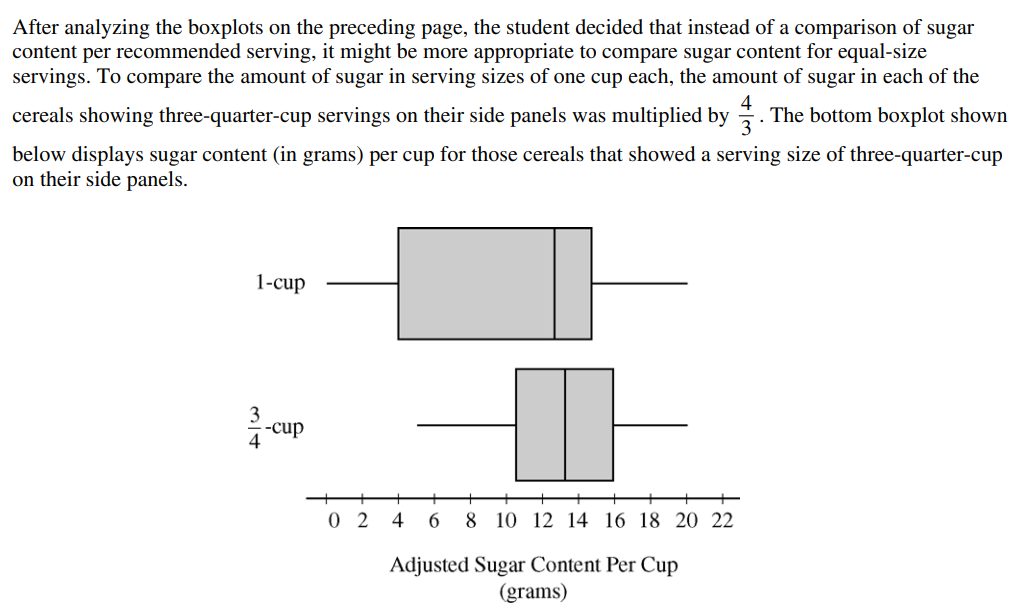 After analyzing the boxplots on the preceding page, the student decided that instead of a comparison of sugar
content per recommended serving, it might be more appropriate to compare sugar content for equal-size
servings. To compare the amount of sugar in serving sizes of one cup each, the amount of sugar in each of the
cereals showing three-quarter-cup servings on their side panels was multiplied by 4/3. The bottom boxplot shown
below displays sugar content (in grams) per cup for those cereals that showed a serving size of three-quarter-cup
on their side panels.
1-cup
3/4-cup
0 2 4 6 8 10 12 14 16 18 20 22
Adjusted Sugar Content Per Cup
(grams)